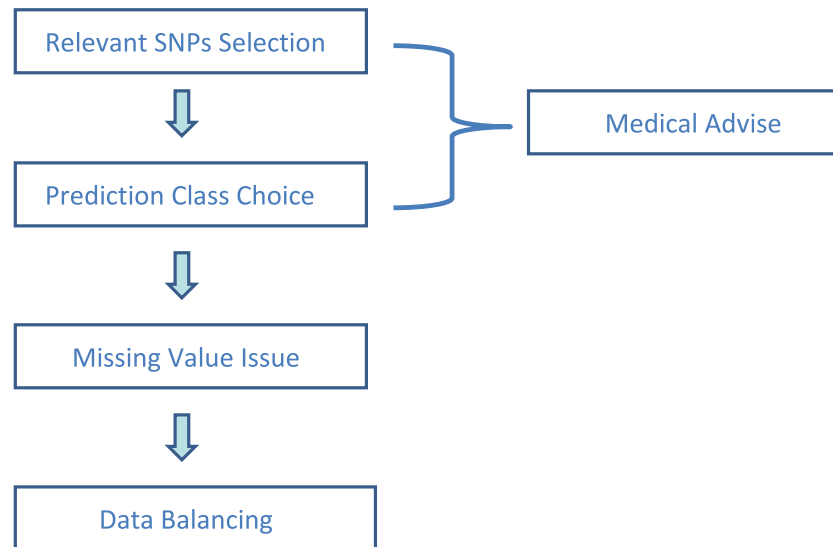 Relevant SNPs Selection
Medical Advise
Prediction Class Choice
Missing Value Issue
Data Balancing